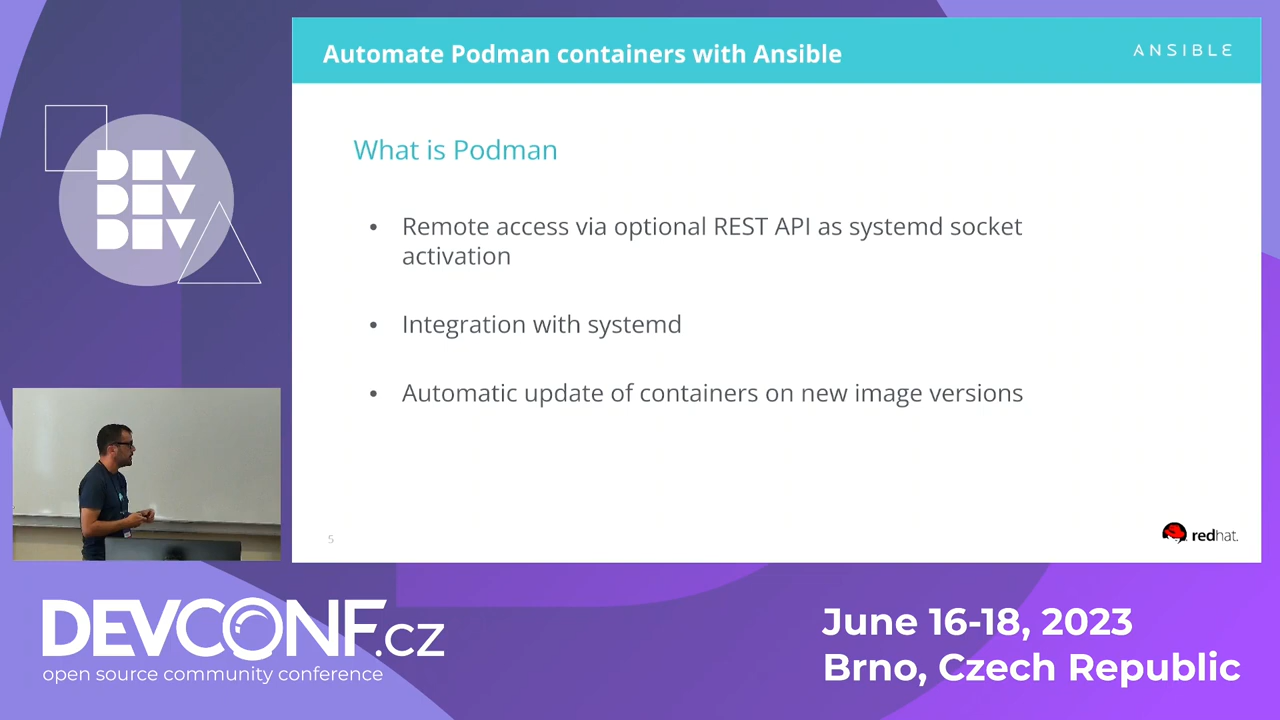 Automate Podman containers with Ansible
ANSIBLE
DEV
DEV
DEV
What is Podman
• Remote access via optional REST API as systemd socket
activation
• Integration with systemd
• Automatic update of containers on new image versions
5
redhat.
DEVCONF.CZ
open source community conference
June 16-18, 2023
Brno, Czech Republic